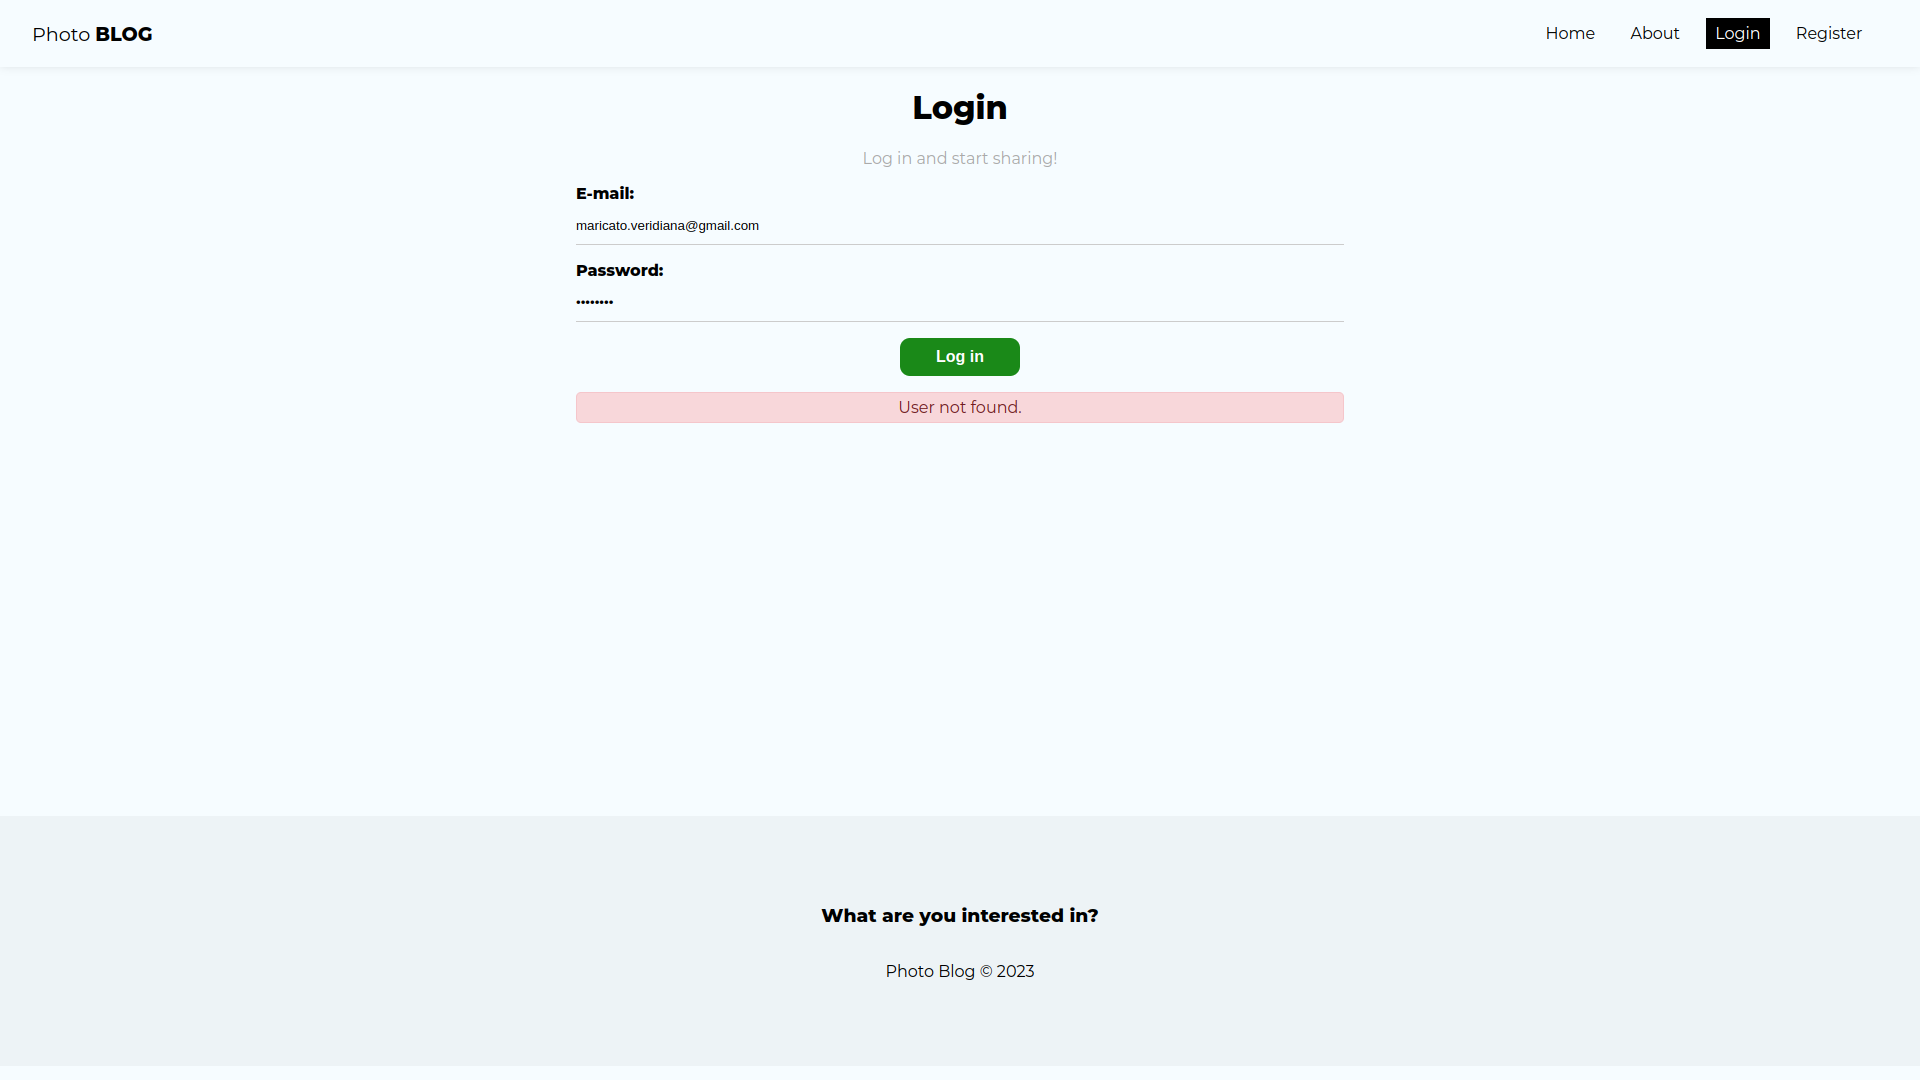 Photo BLOG
Home About Login Register
Login
Log in and start sharing!
E-mail:
maricato.veridiana@gmail.com
Password:
••••••••
Log in
User not found.
What are you interested in?
Photo Blog © 2023